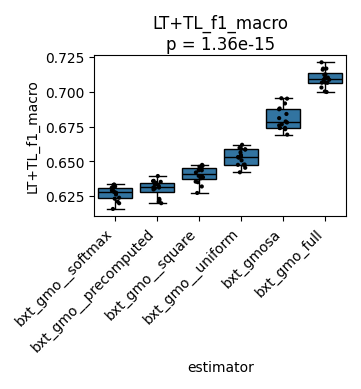 LT+TL_f1_macro
p = 1.36e-15
LT+TL_f1_macro
0.725
0.700
0.675
0.650
0.625
bxt_gmo__softmax
bxt_gmo__precomputed
bxt_gmo__square
bxt_gmo__uniform
bxt_gmosa
bxt_gmo_full
estimator